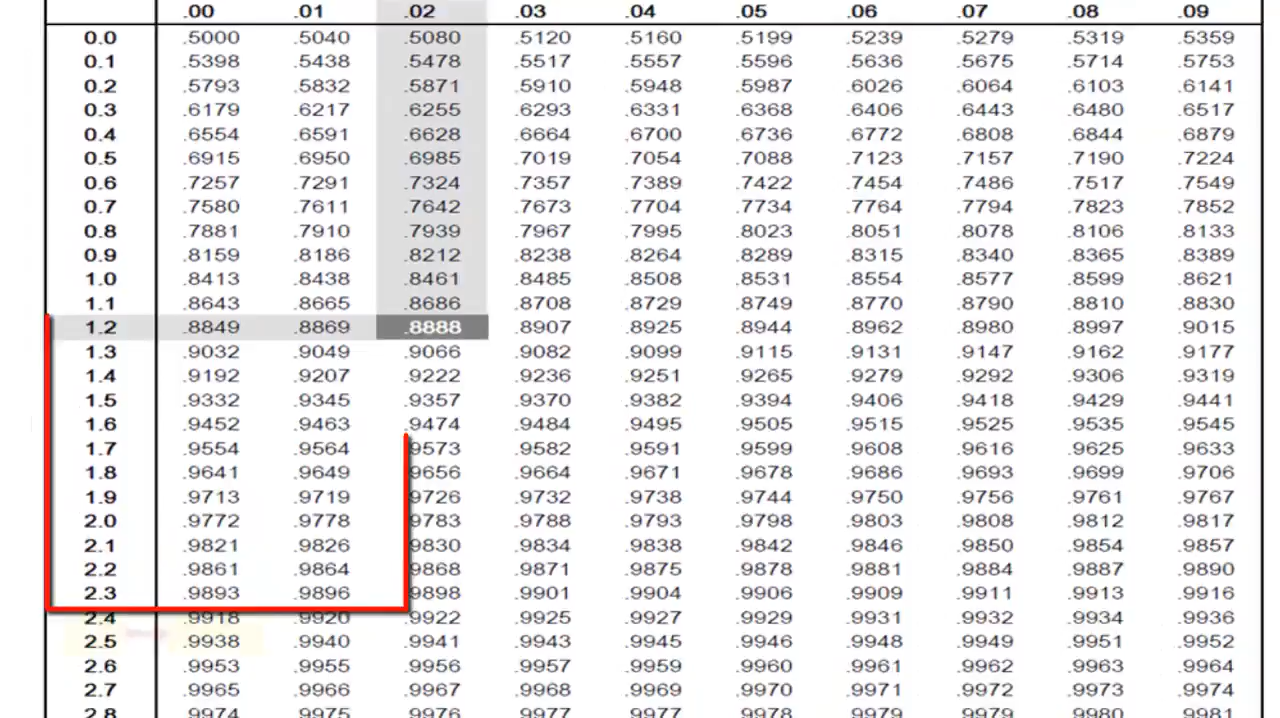 .00 .01 .02 .03 .04 .05 .06 .07 .08 .09
0.0 .5000 .5040 .5080 .5120 .5160 .5199 .5239 .5279 .5319 .5359
0.1 .5398 .5438 .5478 .5517 .5557 .5596 .5636 .5675 .5714 .5753
0.2 .5793 .5832 .5871 .5910 .5948 .5987 .6026 .6064 .6103 .6141
0.3 .6179 .6217 .6255 .6293 .6331 .6368 .6406 .6443 .6480 .6517
0.4 .6554 .6591 .6628 .6664 .6700 .6736 .6772 .6808 .6844 .6879
0.5 .6915 .6950 .6985 .7019 .7054 .7088 .7123 .7157 .7190 .7224
0.6 .7257 .7291 .7324 .7357 .7389 .7422 .7454 .7486 .7517 .7549
0.7 .7580 .7611 .7642 .7673 .7704 .7734 .7764 .7794 .7823 .7852
0.8 .7881 .7910 .7939 .7967 .7995 .8023 .8051 .8078 .8106 .8133
0.9 .8159 .8186 .8212 .8238 .8264 .8289 .8315 .8340 .8365 .8389
1.0 .8413 .8438 .8461 .8485 .8508 .8531 .8554 .8577 .8599 .8621
1.1 .8643 .8665 .8686 .8708 .8729 .8749 .8770 .8790 .8810 .8830
1.2 .8849 .8869 .8888 .8907 .8925 .8944 .8962 .8980 .8997 .9015
1.3 .9032 .9049 .9066 .9082 .9099 .9115 .9131 .9147 .9162 .9177
1.4 .9192 .9207 .9222 .9236 .9251 .9265 .9279 .9292 .9306 .9319
1.5 .9332 .9345 .9357 .9370 .9382 .9394 .9406 .9418 .9429 .9441
1.6 .9452 .9463 .9474 .9484 .9495 .9505 .9515 .9525 .9535 .9545
1.7 .9554 .9564 .9573 .9582 .9591 .9599 .9608 .9616 .9625 .9633
1.8 .9641 .9649 .9656 .9664 .9671 .9678 .9686 .9693 .9699 .9706
1.9 .9713 .9719 .9726 .9732 .9738 .9744 .9750 .9756 .9761 .9767
2.0 .9772 .9778 .9783 .9788 .9793 .9798 .9803 .9808 .9812 .9817
2.1 .9821 .9826 .9830 .9834 .9838 .9842 .9846 .9850 .9854 .9857
2.2 .9861 .9864 .9868 .9871 .9875 .9878 .9881 .9884 .9887 .9890
2.3 .9893 .9896 .9898 .9901 .9904 .9906 .9909 .9911 .9913 .9916
2.4 .9918 .9920 .9922 .9925 .9927 .9929 .9931 .9932 .9934 .9936
2.5 .9938 .9940 .9941 .9943 .9945 .9946 .9948 .9949 .9951 .9952
2.6 .9953 .9955 .9956 .9957 .9959 .9960 .9961 .9962 .9963 .9964
2.7 .9965 .9966 .9967 .9968 .9969 .9970 .9971 .9972 .9973 .9974
2.8 .9974 .9975 .9976 .9977 .9977 .9978 .9979 .9979 .9980 .9981